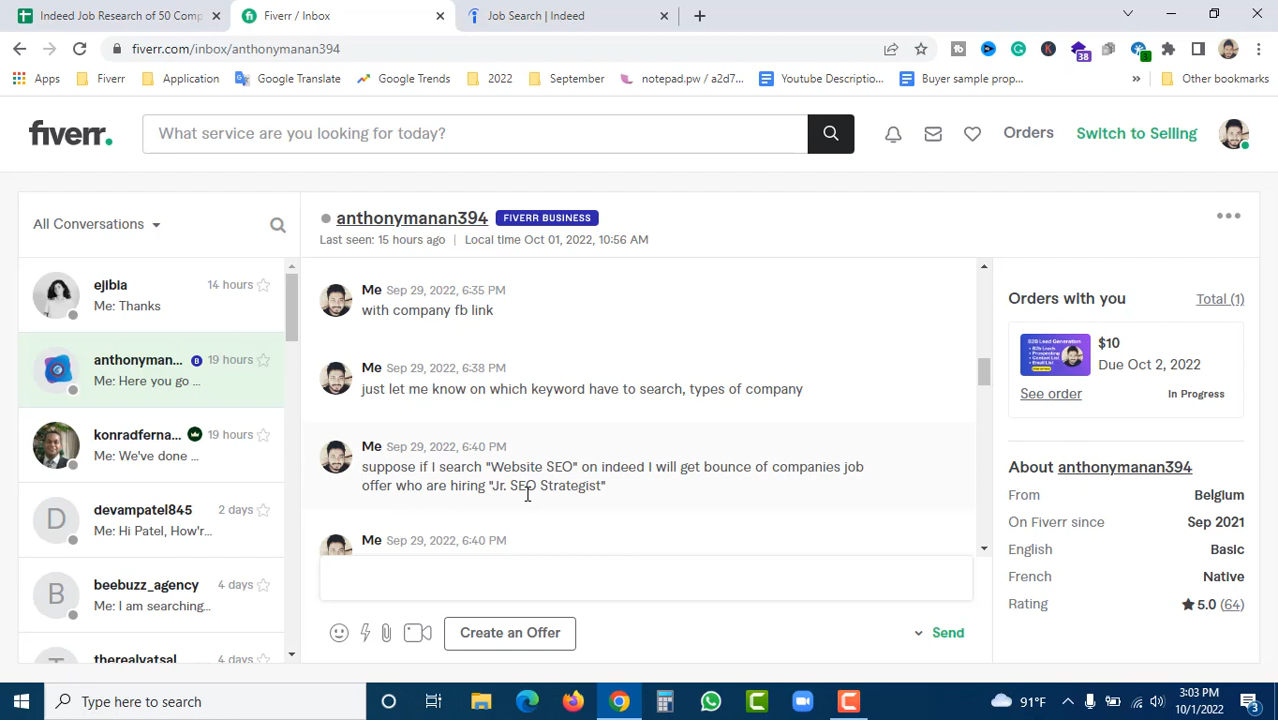 Indeed Job Research of 50 Comp
Fiverr / Inbox
Job Search | Indeed
fiverr.com/inbox/anthonymanan394
38
3
Apps
Fiverr
Application
Google Translate
Google Trends
2022
September
notepad.pw / a2d7...
Youtube Descriptio...
Buyer sample prop...
»
Other bookmarks
fiverr.
What service are you looking for today?
Orders
Switch to Selling
All Conversations
anthonymanan394
FIVERR BUSINESS
Last seen: 15 hours ago | Local time Oct 01, 2022, 10:56 AM
ejibia
14 hours
Me: Thanks
anthonyman...
B
19 hours
Me: Here you go ...
konradferna...
19 hours
Me: We've done ...
D
devampatel845
2 days
Me: Hi Patel, How'r...
B
beebuzz_agency
4 days
Me: I am searching...
therealvatsal
4 days
Me Sep 29, 2022, 6:35 PM
with company fb link
Me Sep 29, 2022, 6:38 PM
just let me know on which keyword have to search, types of company
Me Sep 29, 2022, 6:40 PM
suppose if I search "Website SEO" on indeed I will get bounce of companies job
offer who are hiring "Jr. SEO Strategist"
Me Sep 29, 2022, 6:40 PM
Create an Offer
Send
Orders with you
Total (1)
$10
Due Oct 2, 2022
See order
In Progress
About anthonymanan394
From
Belgium
On Fiverr since
Sep 2021
English
Basic
French
Native
Rating
5.0 (64)
Type here to search
91°F
3:03 PM
10/1/2022
3